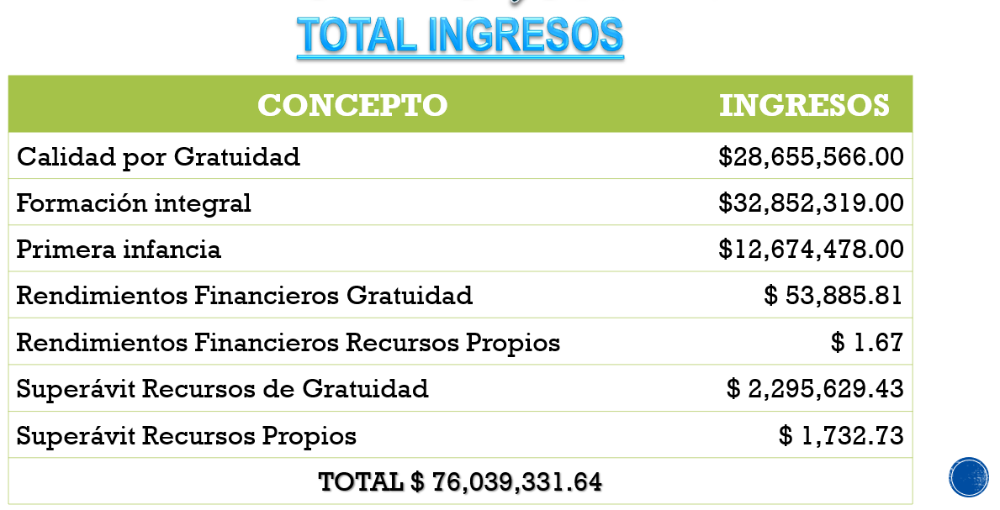 TOTAL INGRESOS
CONCEPTO INGRESOS
Calidad por Gratuidad $28,655,566.00
Formación integral $32,852,319.00
Primera infancia $12,674,478.00
Rendimientos Financieros Gratuidad $ 53,885.81
Rendimientos Financieros Recursos Propios $ 1.67
Superávit Recursos de Gratuidad $ 2,295,629.43
Superávit Recursos Propios $ 1,732.73
TOTAL $ 76,039,331.64